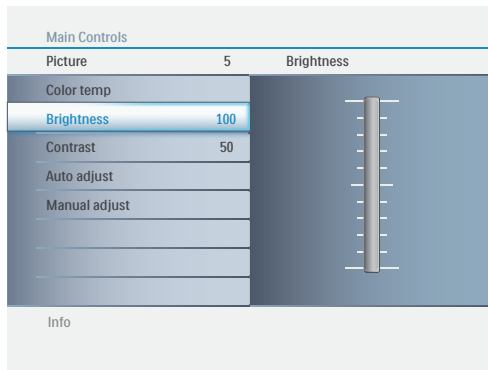 Main Controls
Picture 5 Brightness
Color temp
Brightness 100
Contrast 50
Auto adjust
Manual adjust
Info